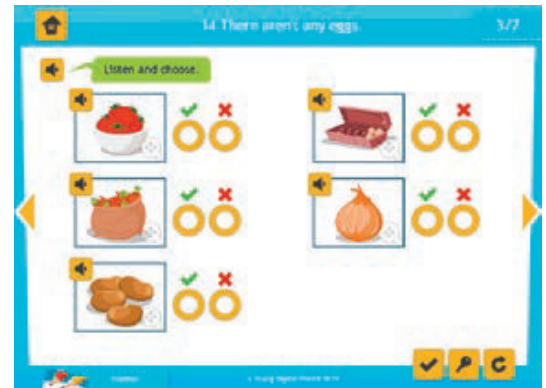 14 There aren't any eggs.
3/7
Listen and choose.